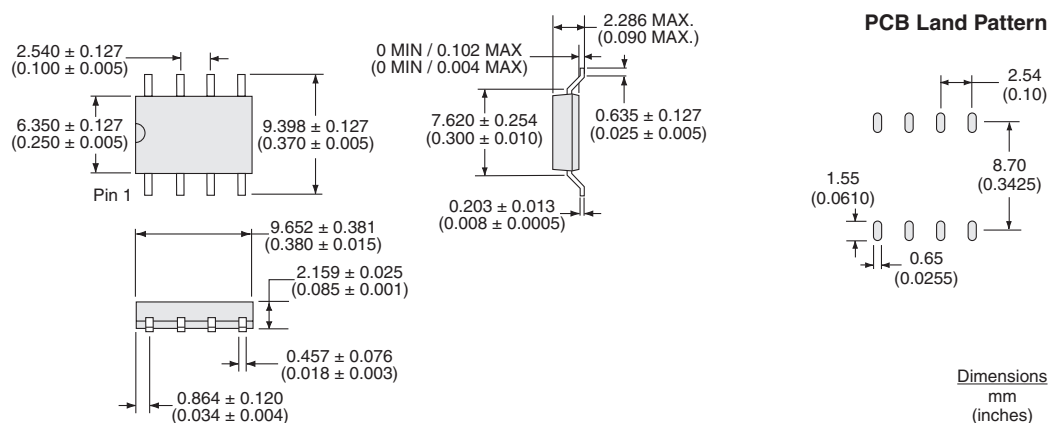 2.540 ± 0.127
(0.100 ± 0.005)
6.350 ± 0.127
(0.250 ± 0.005)
9.398 ± 0.127
(0.370 ± 0.005)
Pin 1
9.652 ± 0.381
(0.380 ± 0.015)
2.159 ± 0.025
(0.085 ± 0.001)
0.457 ± 0.076
(0.018 ± 0.003)
0.864 ± 0.120
(0.034 ± 0.004)
2.286 MAX.
(0.090 MAX.)
0 MIN / 0.102 MAX
(0 MIN / 0.004 MAX)
7.620 ± 0.254
(0.300 ± 0.010)
0.635 ± 0.127
(0.025 ± 0.005)
0.203 ± 0.013
(0.008 ± 0.0005)
PCB Land Pattern
2.54
(0.10)
8.70
(0.3425)
1.55
(0.0610)
0.65
(0.0255)
Dimensions
mm
(inches)